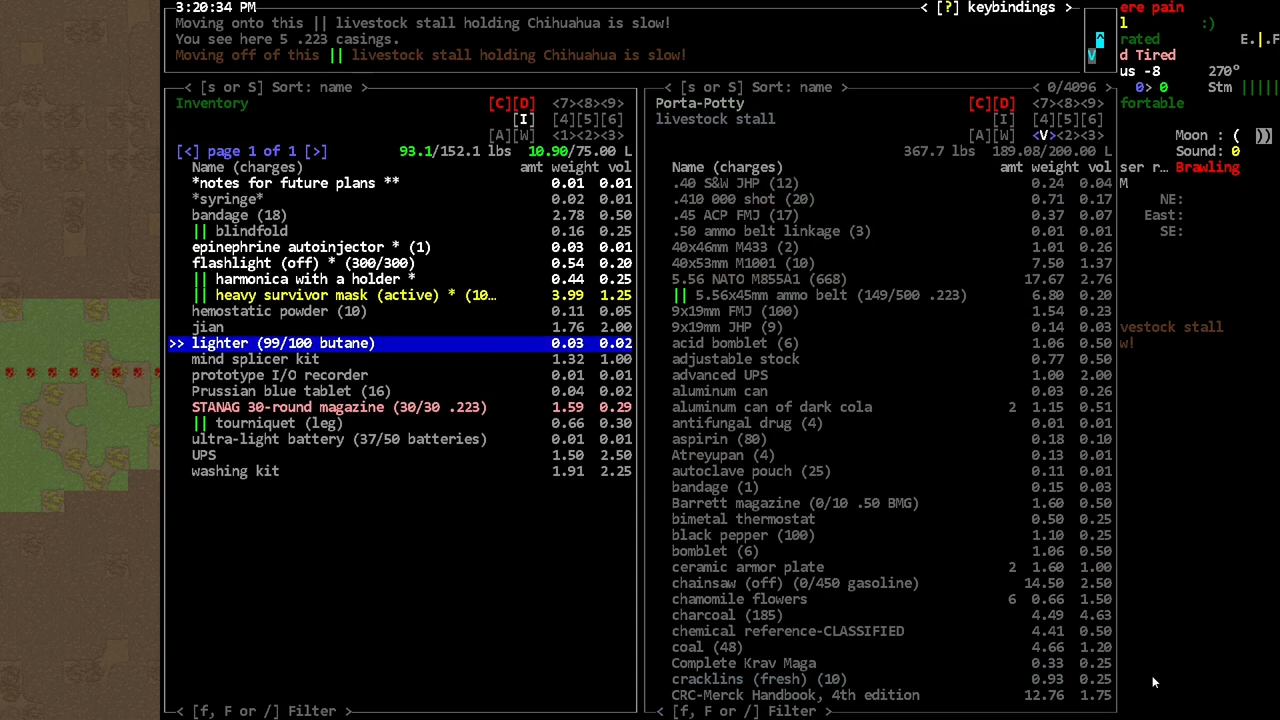 3:20:34 PM
< [?] keybindings >
ere pain
Moving onto this || livestock stall holding Chihuahua is slow!
l :)
You see here 5 .223 casings.
rated E.|.F
Moving off of this || livestock stall holding Chihuahua is slow!
^
V
d Tired
us -8 270°
0> 0 Stm |||||
fortable
Moon : ( ))
Sound: 0
ser r… Brawling
M
NE:
East:
SE:
vestock stall
w!
< [s or S] Sort: name >
Inventory [C][D] <7><8><9>
[I] [4][5][6]
[A][W] <1><2><3>
[<] page 1 of 1 [>] 93.1/152.1 lbs 10.90/75.00 L
Name (charges) amt weight vol
*notes for future plans ** 0.01 0.01
*syringe* 0.02 0.01
bandage (18) 2.78 0.50
|| blindfold 0.16 0.25
epinephrine autoinjector * (1) 0.03 0.01
flashlight (off) * (300/300) 0.54 0.20
|| harmonica with a holder * 0.44 0.25
|| heavy survivor mask (active) * (10… 3.99 1.25
hemostatic powder (10) 0.11 0.05
jian 1.76 2.00
>> lighter (99/100 butane) 0.03 0.02
mind splicer kit 1.32 1.00
prototype I/O recorder 0.01 0.01
Prussian blue tablet (16) 0.04 0.02
STANAG 30-round magazine (30/30 .223) 1.59 0.29
|| tourniquet (leg) 0.66 0.30
ultra-light battery (37/50 batteries) 0.01 0.01
UPS 1.50 2.50
washing kit 1.91 2.25
< [f, F or /] Filter >
< [s or S] Sort: name > < 0/4096 >
Porta-Potty [C][D] <7><8><9>
livestock stall [I] [4][5][6]
[A][W] <V><2><3>
367.7 lbs 189.08/200.00 L
Name (charges) amt weight vol
.40 S&W JHP (12) 0.24 0.04
.410 000 shot (20) 0.71 0.17
.45 ACP FMJ (17) 0.37 0.07
.50 ammo belt linkage (3) 0.01 0.01
40x46mm M433 (2) 1.01 0.26
40x53mm M1001 (10) 7.50 1.37
5.56 NATO M855A1 (668) 17.67 2.76
|| 5.56x45mm ammo belt (149/500 .223) 6.80 0.20
9x19mm FMJ (100) 1.54 0.23
9x19mm JHP (9) 0.14 0.03
acid bomblet (6) 1.06 0.50
adjustable stock 0.77 0.50
advanced UPS 1.00 2.00
aluminum can 0.03 0.26
aluminum can of dark cola 2 1.15 0.51
antifungal drug (4) 0.01 0.01
aspirin (80) 0.18 0.10
Atreyupan (4) 0.13 0.01
autoclave pouch (25) 0.11 0.01
bandage (1) 0.15 0.03
Barrett magazine (0/10 .50 BMG) 1.60 0.50
bimetal thermostat 0.50 0.25
black pepper (100) 1.10 0.25
bomblet (6) 1.06 0.50
ceramic armor plate 2 1.60 1.00
chainsaw (off) (0/450 gasoline) 14.50 2.50
chamomile flowers 6 0.66 1.50
charcoal (185) 4.49 4.63
chemical reference-CLASSIFIED 4.41 0.50
coal (48) 4.66 1.20
Complete Krav Maga 0.33 0.25
cracklins (fresh) (10) 0.93 0.25
CRC-Merck Handbook, 4th edition 12.76 1.75
< [f, F or /] Filter >